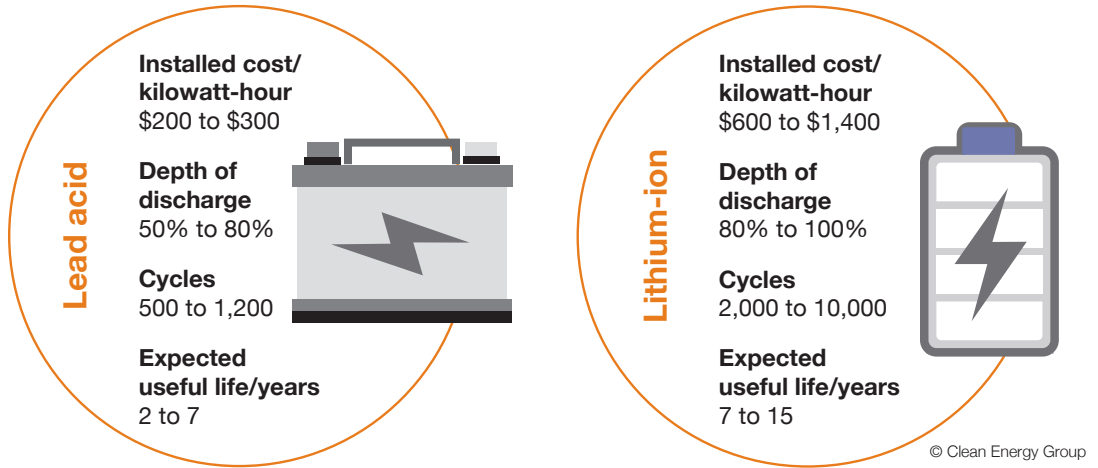 Lead acid
Installed cost/
kilowatt-hour
$200 to $300
Depth of
discharge
50% to 80%
Cycles
500 to 1,200
Expected
useful life/years
2 to 7
Lithium-ion
Installed cost/
kilowatt-hour
$600 to $1,400
Depth of
discharge
80% to 100%
Cycles
2,000 to 10,000
Expected
useful life/years
7 to 15
© Clean Energy Group